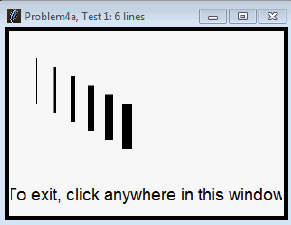 Problem4a, Test 1: 6 lines
To exit, click anywhere in this window